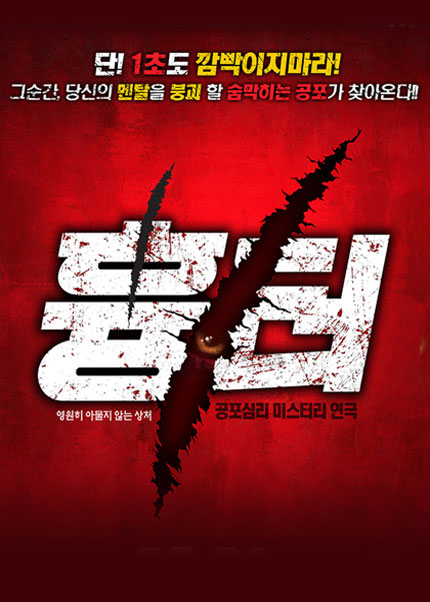 단! 1초도 깜빡이지마라!
그순간, 당신의 멘탈을 붕괴 할 숨막히는 공포가 찾아온다!!
흉터
영원히 아물지 않는 상처
공포심리 미스터리 연극